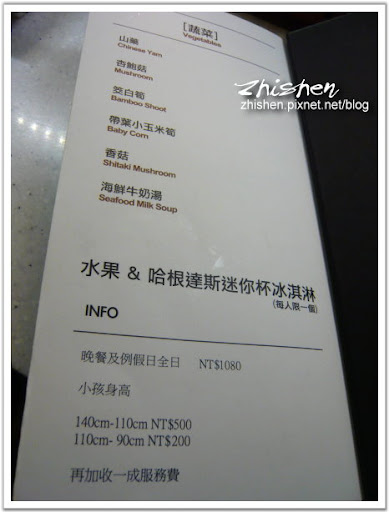 [蔬菜]
Vegetables
山藥
Chinese Yam
杏鮑菇
Mushroom
茭白筍
Bamboo Shoot
帶葉小玉米筍
Baby Corn
香菇
Shitaki Mushroom
海鮮牛奶湯
Seafood Milk Soup
Zhishen
zhishen.pixnet.net/blog
水果 & 哈根達斯迷你杯冰淇淋
(每人限一個)
INFO
晚餐及例假日全日 NT$1080
小孩身高
140cm-110cm NT$500
110cm- 90cm NT$200
再加收一成服務費